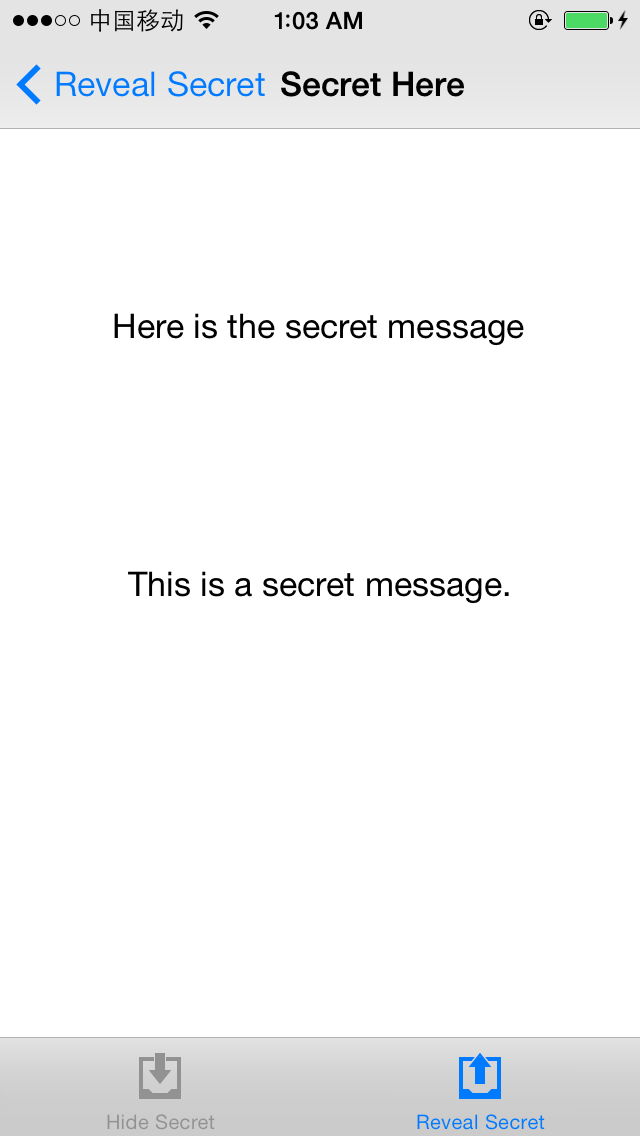 中国移动 1:03 AM
Reveal Secret Secret Here
Here is the secret message
This is a secret message.
Hide Secret Reveal Secret